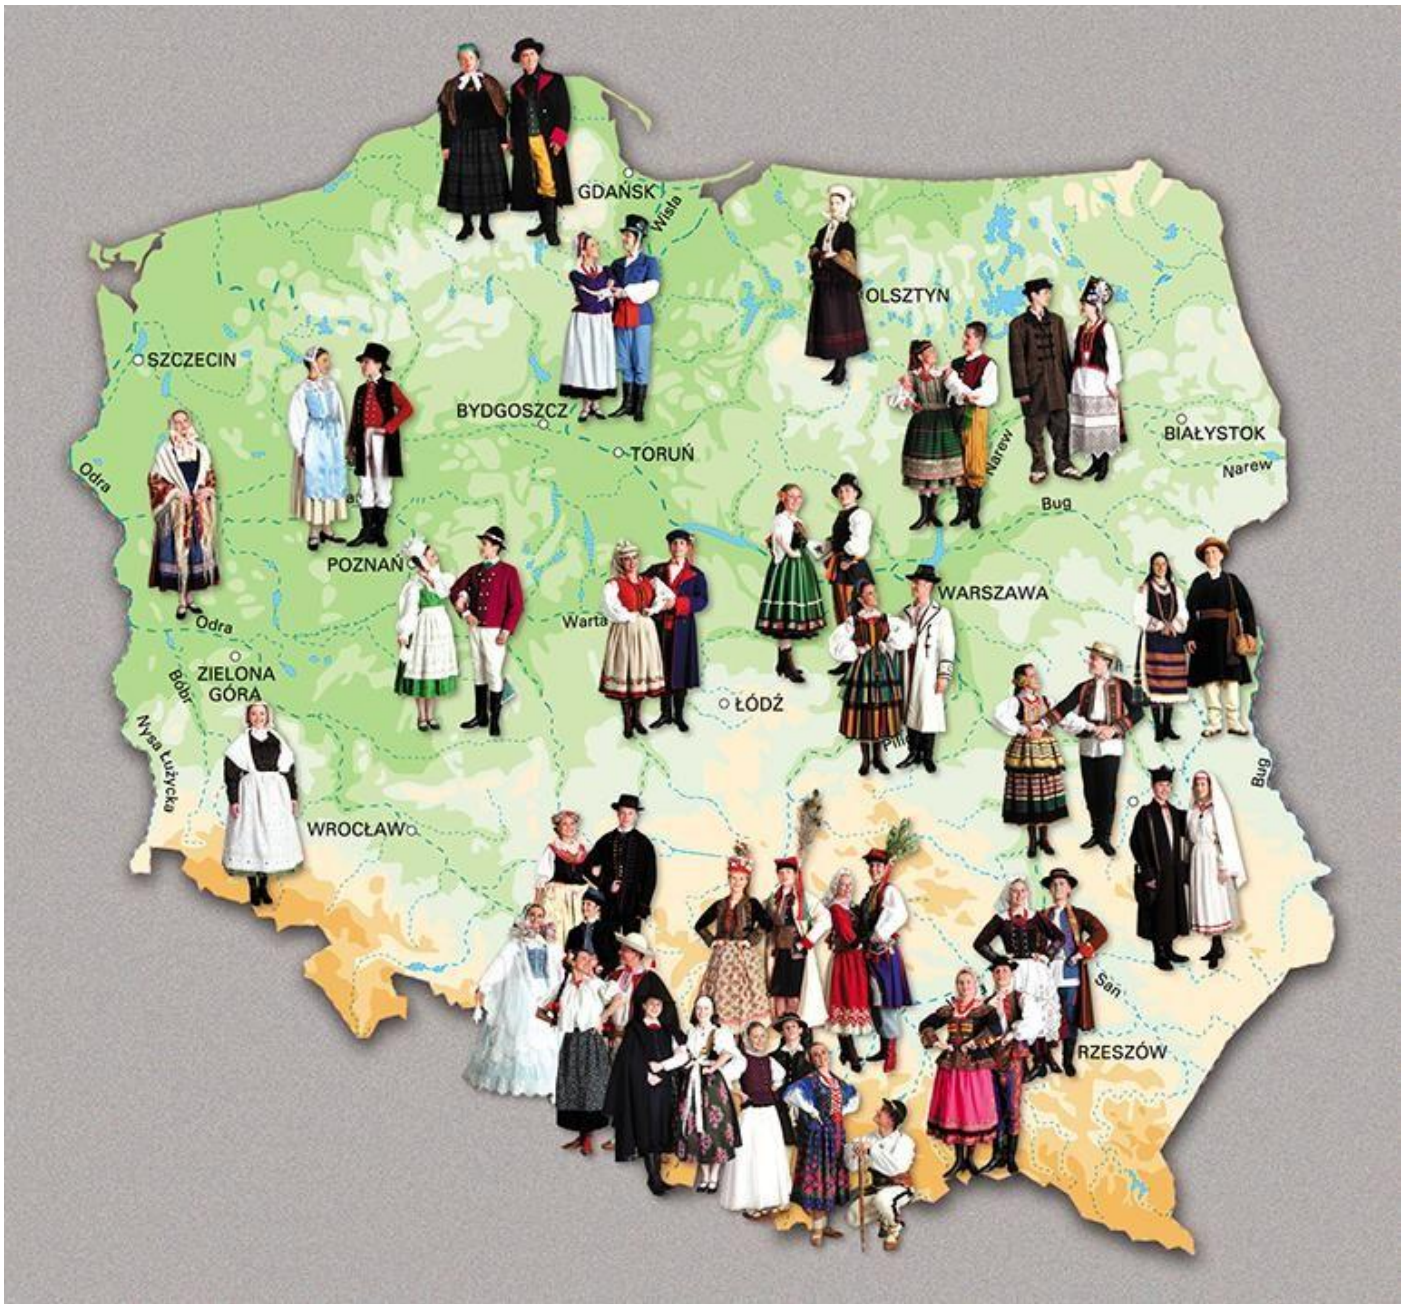 GDAŃSK
Wisła
OLSZTYN
SZCZECIN
BYDGOSZCZ
BIAŁYSTOK
TORUŃ
Narew
Narew
Odra
Bug
POZNAŃ
WARSZAWA
Warta
Odra
ZIELONA
GÓRA
Bóbr
ŁÓDŹ
Nysa Łużycka
Bug
WROCŁAW
San
RZESZÓW